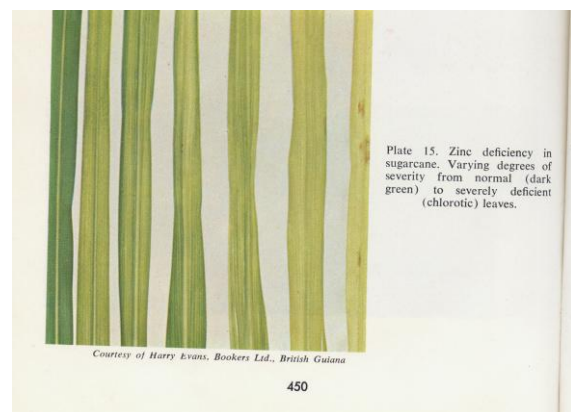 Plate 15. Zinc deficiency in
sugarcane. Varying degrees of
severity from normal (dark
green) to severely deficient
(chlorotic) leaves.
Courtesy of Harry Evans, Bookers Ltd., British Guiana
450